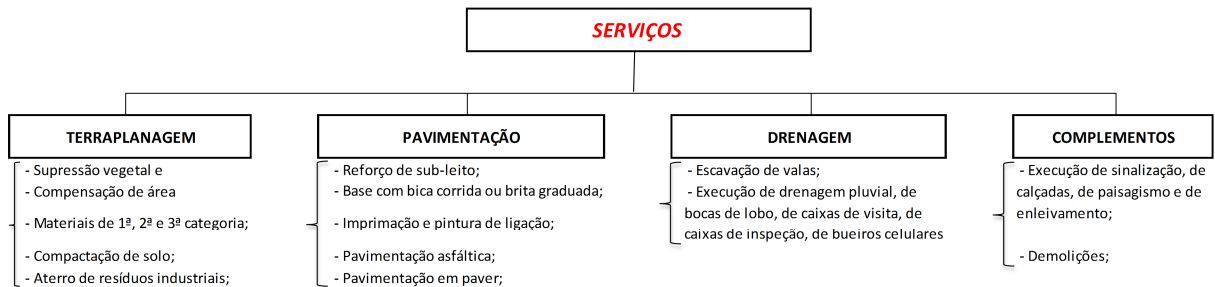 SERVIÇOS
TERRAPLANAGEM
- Supressão vegetal e
- Compensação de área
- Materiais de 1ª, 2ª e 3ª categoria;
- Compactação de solo;
- Aterro de resíduos industriais;
PAVIMENTAÇÃO
- Reforço de sub-leito;
- Base com bica corrida ou brita graduada;
- Imprimação e pintura de ligação;
- Pavimentação asfáltica;
- Pavimentação em paver;
DRENAGEM
- Escavação de valas;
- Execução de drenagem pluvial, de
bocas de lobo, de caixas de visita, de
caixas de inspeção, de bueiros celulares
COMPLEMENTOS
- Execução de sinalização, de
calçadas, de paisagismo e de
enleivamento;
- Demolições;